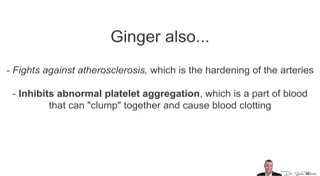 Ginger also...
- Fights against atherosclerosis, which is the hardening of the arteries
- Inhibits abnormal platelet aggregation, which is a part of blood
that can "clump" together and cause blood clotting